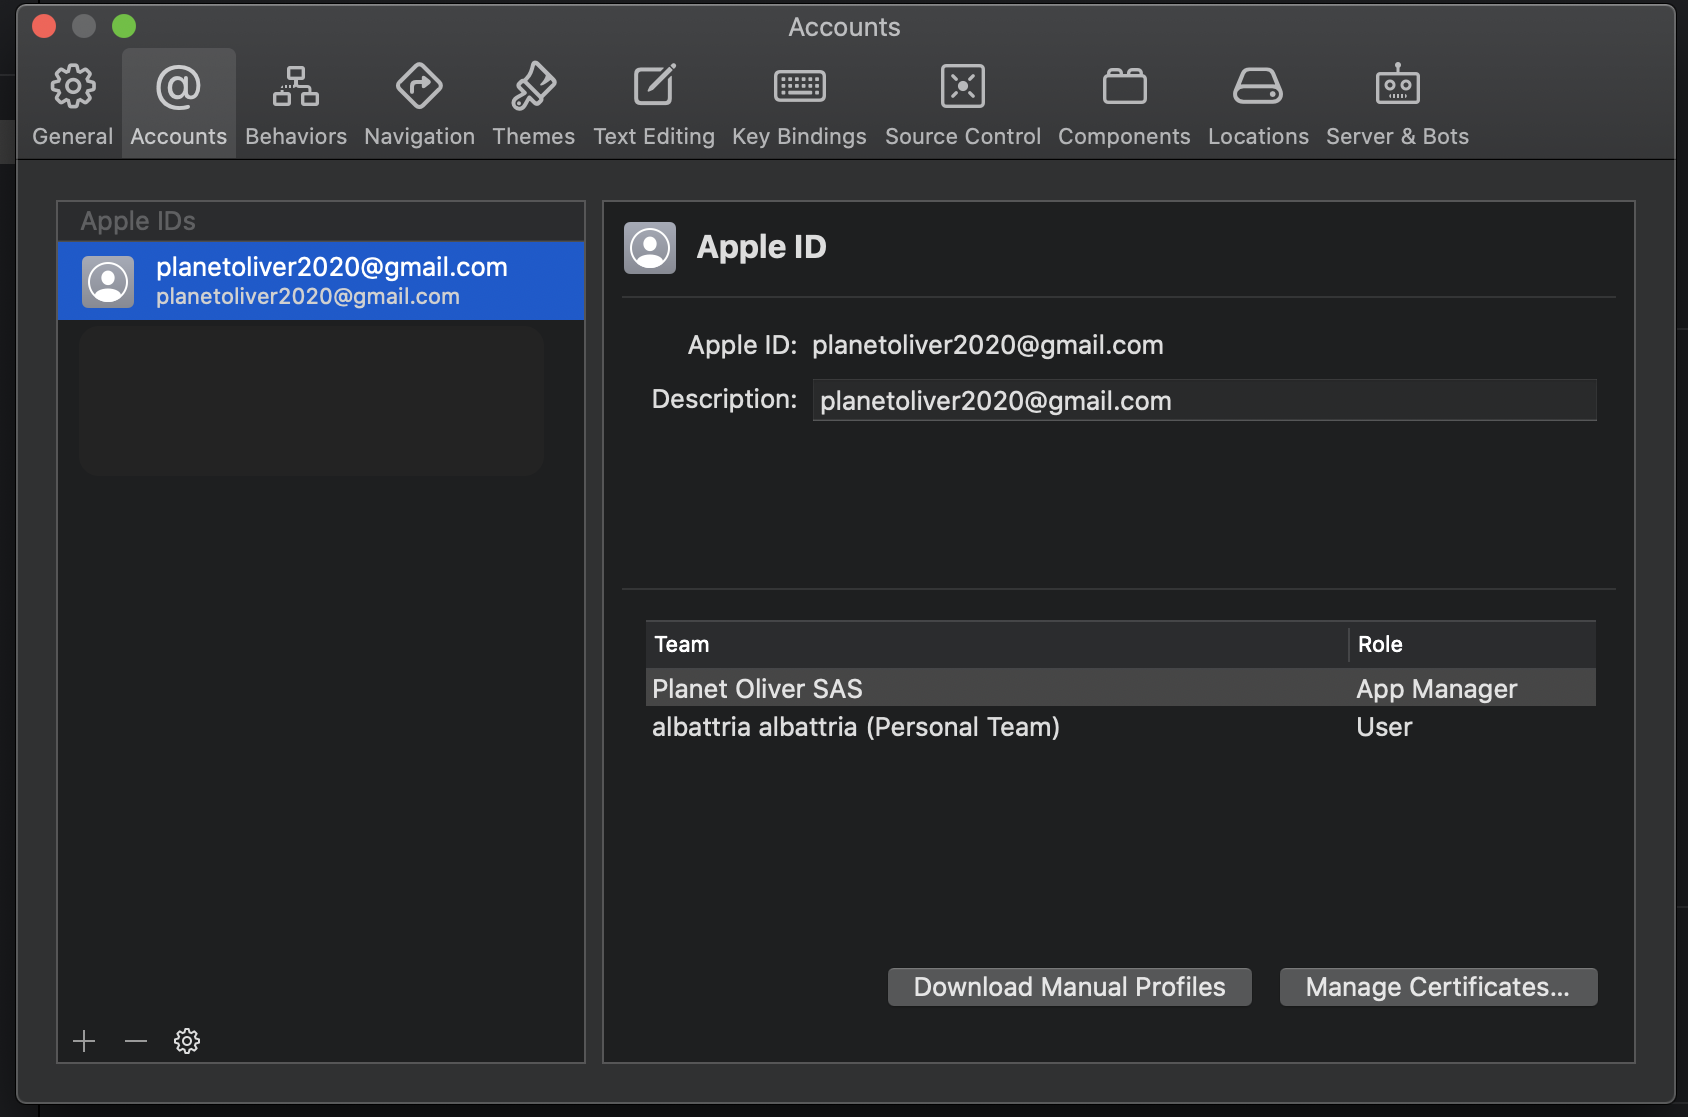 Accounts
General Accounts Behaviors Navigation Themes Text Editing Key Bindings Source Control Components Locations Server & Bots
Apple IDs
planetoliver2020@gmail.com
planetoliver2020@gmail.com
Apple ID
Apple ID: planetoliver2020@gmail.com
Description: planetoliver2020@gmail.com
Team Role
Planet Oliver SAS App Manager
albattria albattria (Personal Team) User
Download Manual Profiles Manage Certificates...